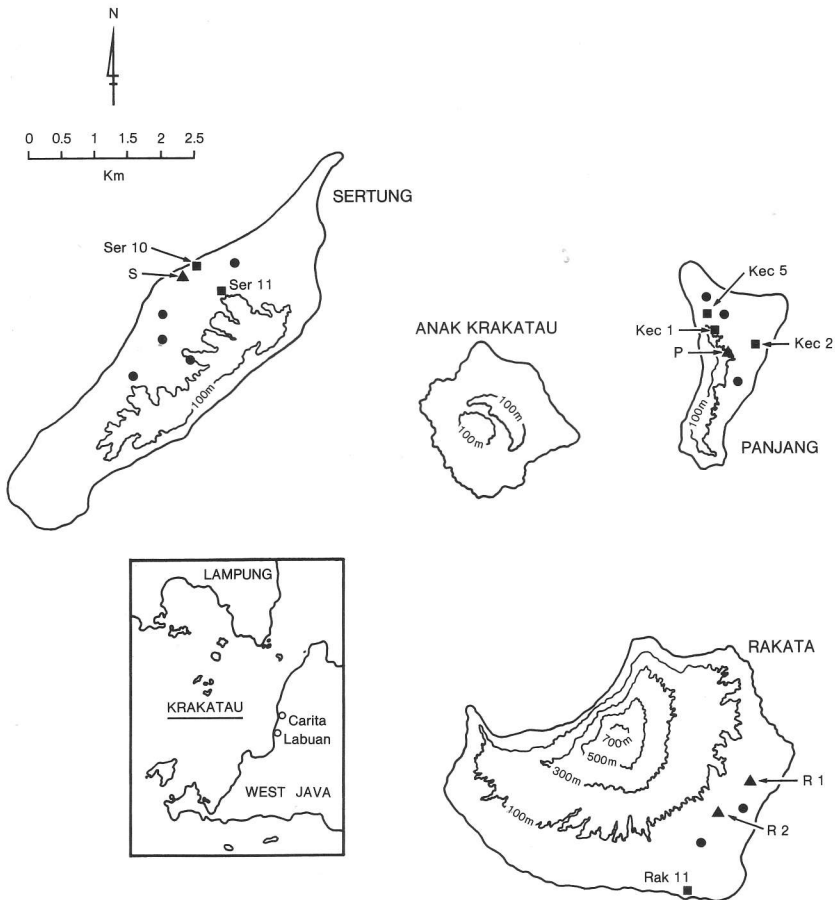 N
0 0.5 1 1.5 2 2.5
Km
SERTUNG
Ser 10
S
Ser 11
100m
ANAK KRAKATAU
100m
100m
Kec 5
Kec 1
Kec 2
P
100m
PANJANG
LAMPUNG
KRAKATAU
Carita
Labuan
WEST JAVA
RAKATA
700m
500m
300m
100m
R 1
R 2
Rak 11